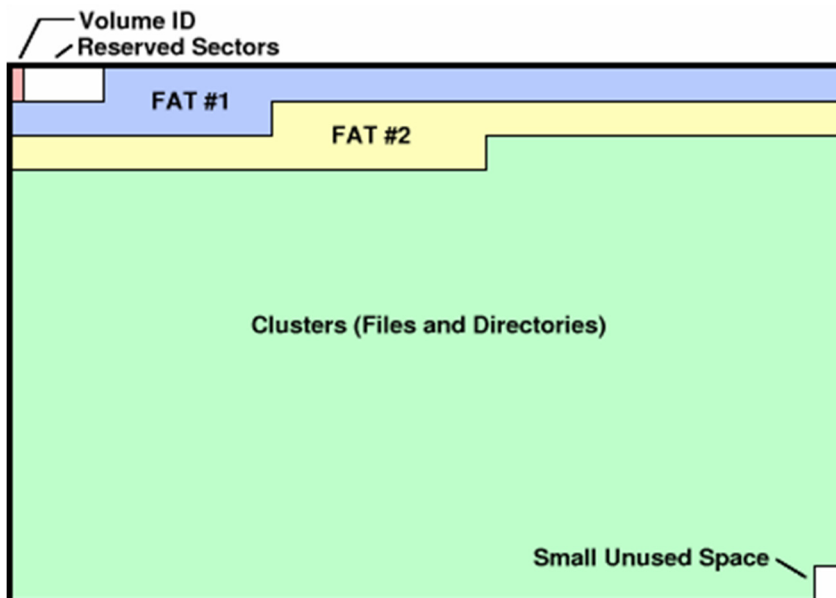 Volume ID
Reserved Sectors
FAT #1
FAT #2
Clusters (Files and Directories)
Small Unused Space